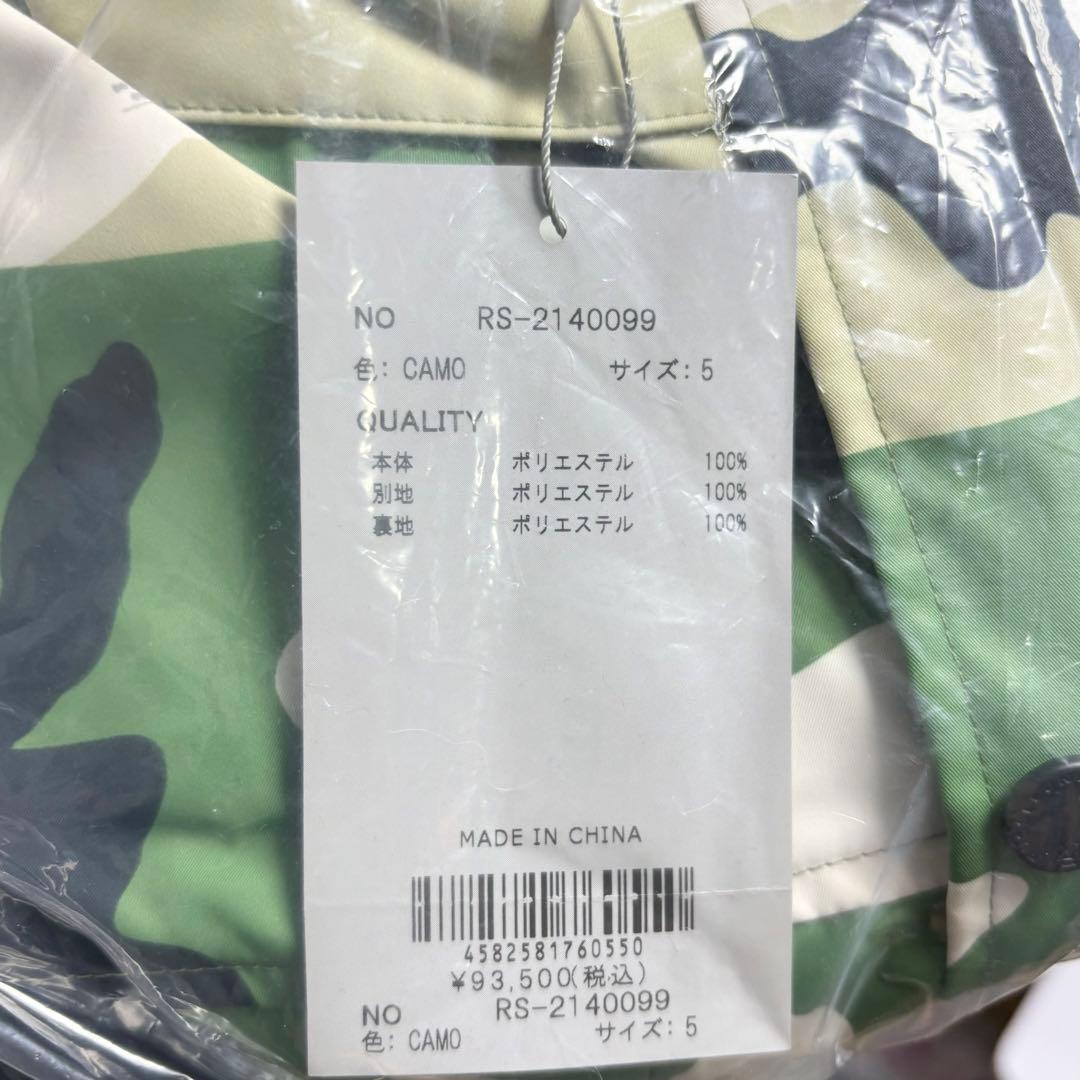 NO RS-2140099
色: CAMO サイズ: 5
QUALITY
本体 ポリエステル 100%
別地 ポリエステル 100%
裏地 ポリエステル 100%
MADE IN CHINA
4582581760550
¥93,500(税込)
NO RS-2140099
色: CAMO サイズ: 5